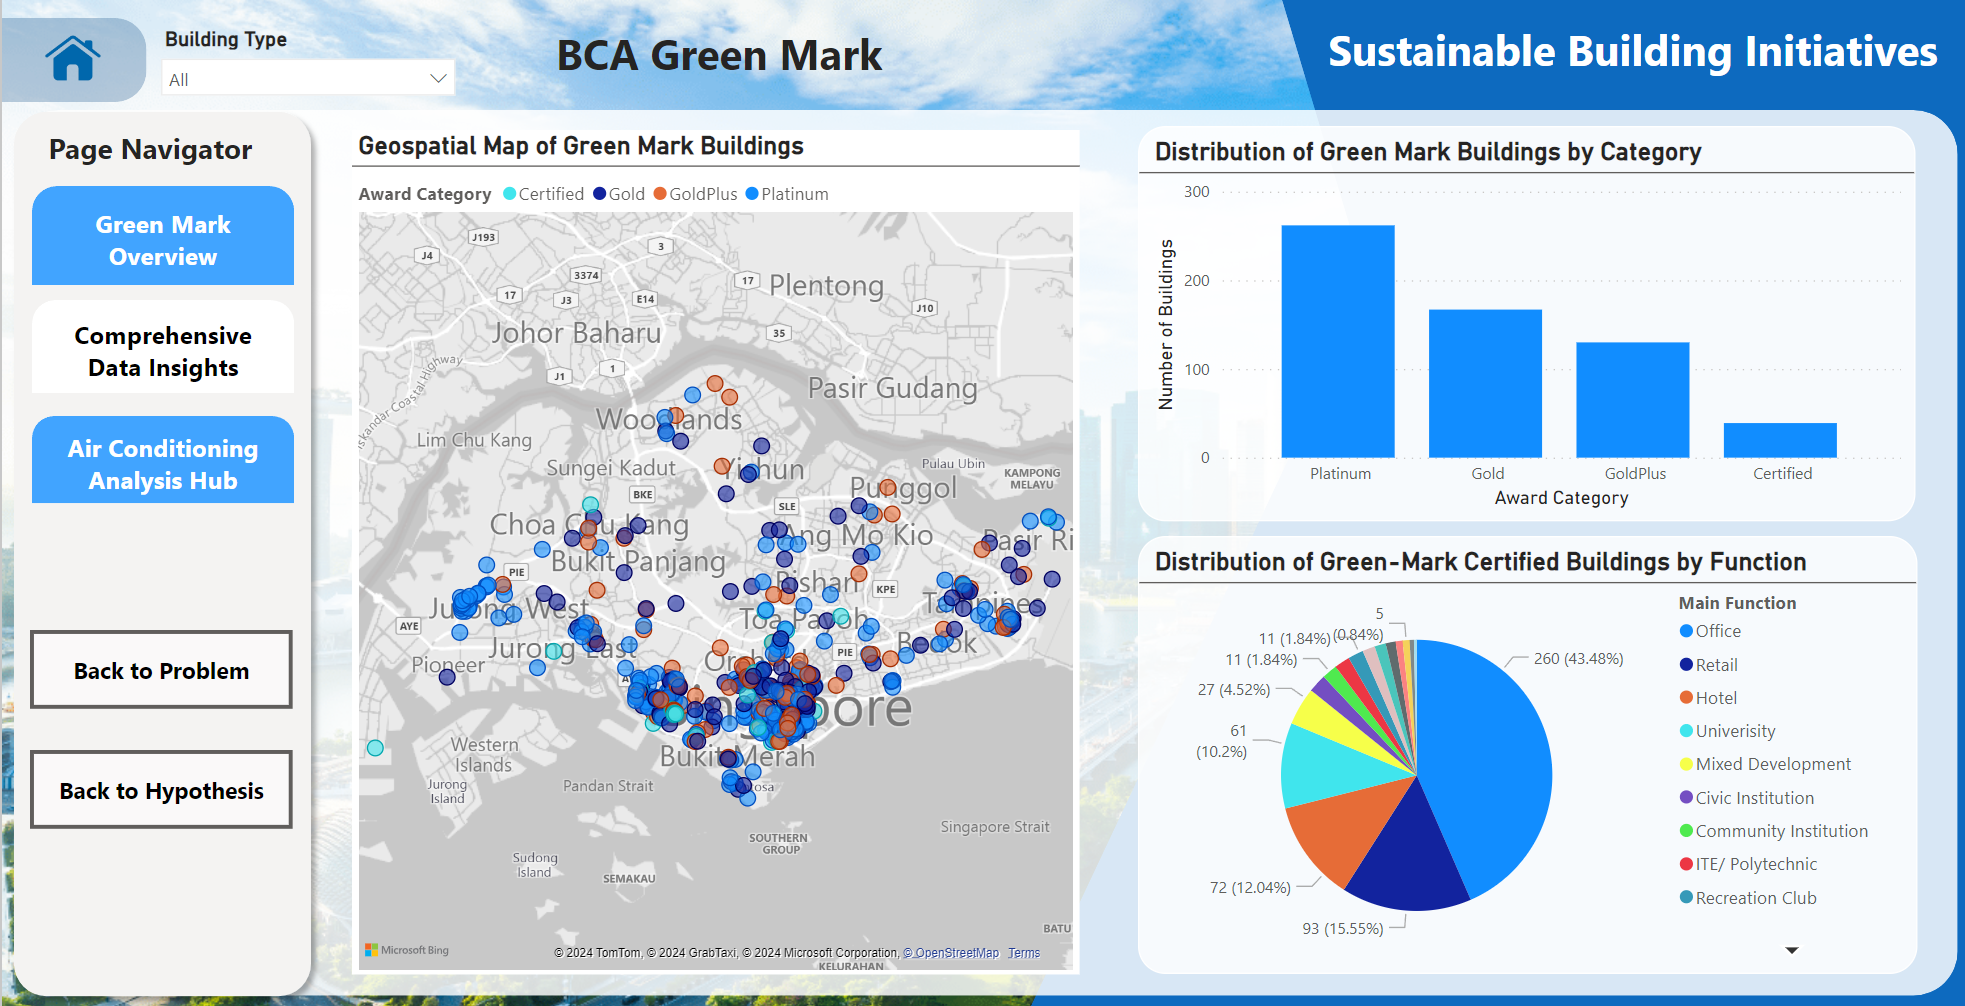 Building Type
All
BCA Green Mark
Sustainable Building Initiatives
Page Navigator
Green Mark
Overview
Comprehensive
Data Insights
Air Conditioning
Analysis Hub
Back to Problem
Back to Hypothesis
Geospatial Map of Green Mark Buildings
Award Category Certified Gold GoldPlus Platinum
J193
J4
3
3374
17
Plentong
17
J3
E14
J10
Johor Baharu
35
1
J1
Iskandar Coastal Highway
Pasir Gudang
Woodlands
Lim Chu Kang
Sungei Kadut
Yishun
Pulau Ubin
KAMPONG
MELAYU
BKE
Punggol
SLE
Choa Chu Kang
Ang Mo Kio
Pasir Ri
Bukit Panjang
PIE
Bishan
KPE
Jurong West
Tampines
Toa Payoh
AYE
Jurong East
PIE
Pioneer
Western
Islands
Bukit Merah
Jurong
Island
Pandan Strait
osa
SOUTHERN
GROUP
Singapore Strait
Sudong
Island
SEMAKAU
BATU
Microsoft Bing
© 2024 TomTom, © 2024 GrabTaxi, © 2024 Microsoft Corporation, © OpenStreetMap Terms
KELURAHAN
Distribution of Green Mark Buildings by Category
Number of Buildings
300
200
100
0
Platinum Gold GoldPlus Certified
Award Category
Distribution of Green-Mark Certified Buildings by Function
5
(0.84%)
11 (1.84%)
11 (1.84%)
27 (4.52%)
61
(10.2%)
72 (12.04%)
93 (15.55%)
260 (43.48%)
Main Function
Office
Retail
Hotel
Univerisity
Mixed Development
Civic Institution
Community Institution
ITE/ Polytechnic
Recreation Club